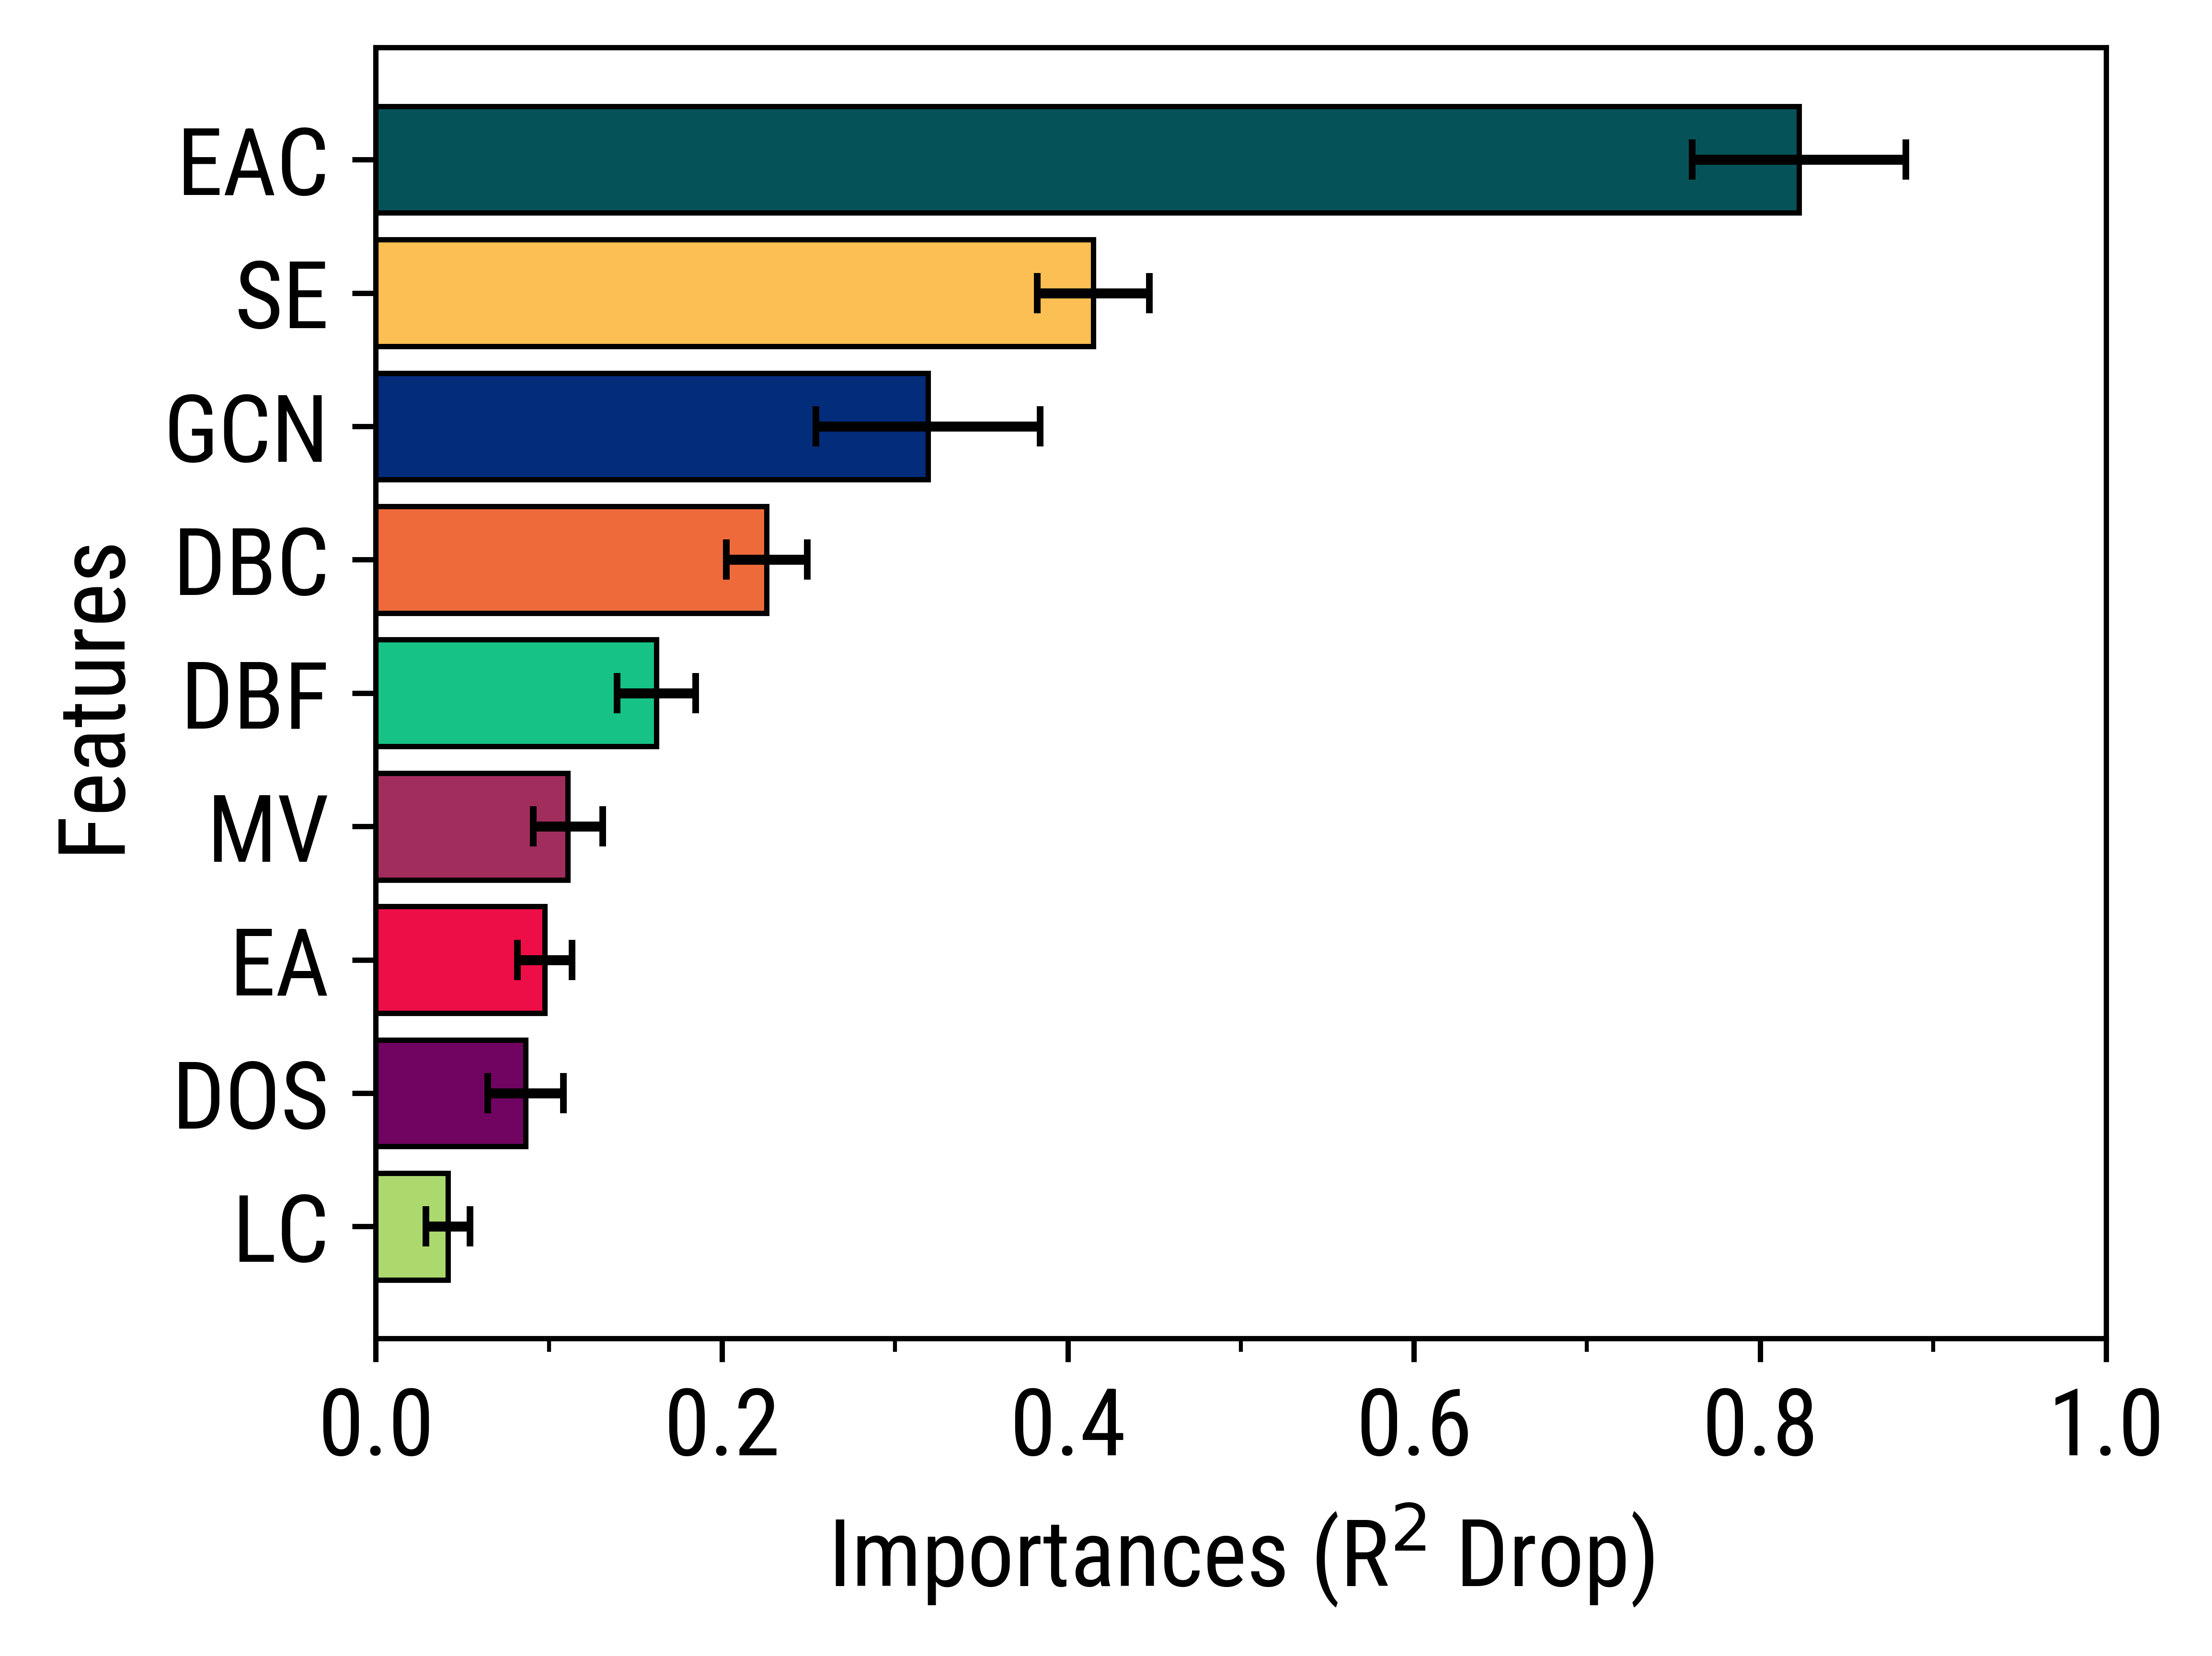 EAC
SE
GCN
DBC
DBF
MV
EA
DOS
LC
Features
0.0 0.2 0.4 0.6 0.8 1.0
Importances (R² Drop)